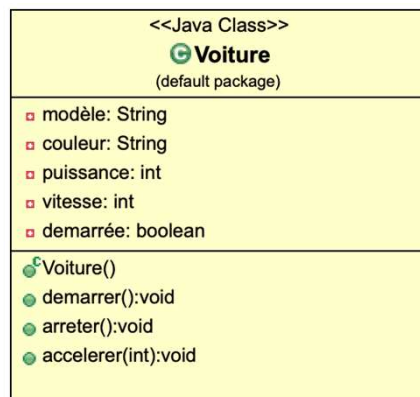 <<Java Class>>
C Voiture
(default package)
modèle: String
couleur: String
puissance: int
vitesse: int
demarrée: boolean
C Voiture()
demarrer():void
arreter():void
accelerer(int):void